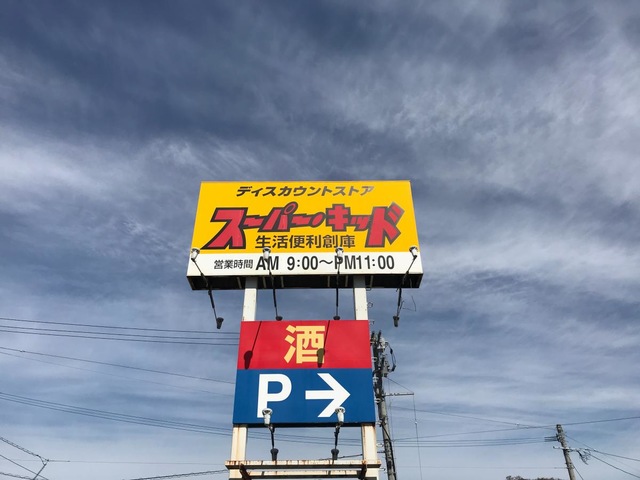 ディスカウントストア
スーパー・キッド
生活便利創庫
営業時間 AM 9:00〜PM11:00
酒
P →